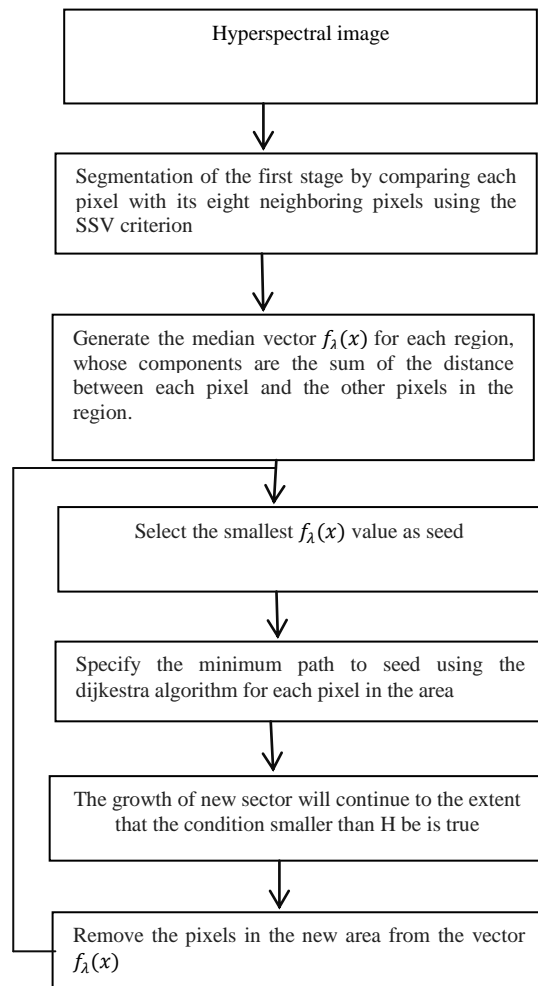 Hyperspectral image
Segmentation of the first stage by comparing each
pixel with its eight neighboring pixels using the
SSV criterion
Generate the median vector f_λ(x) for each region,
whose components are the sum of the distance
between each pixel and the other pixels in the
region.
Select the smallest f_λ(x) value as seed
Specify the minimum path to seed using the
dijkestra algorithm for each pixel in the area
The growth of new sector will continue to the extent
that the condition smaller than H be is true
Remove the pixels in the new area from the vector
f_λ(x)